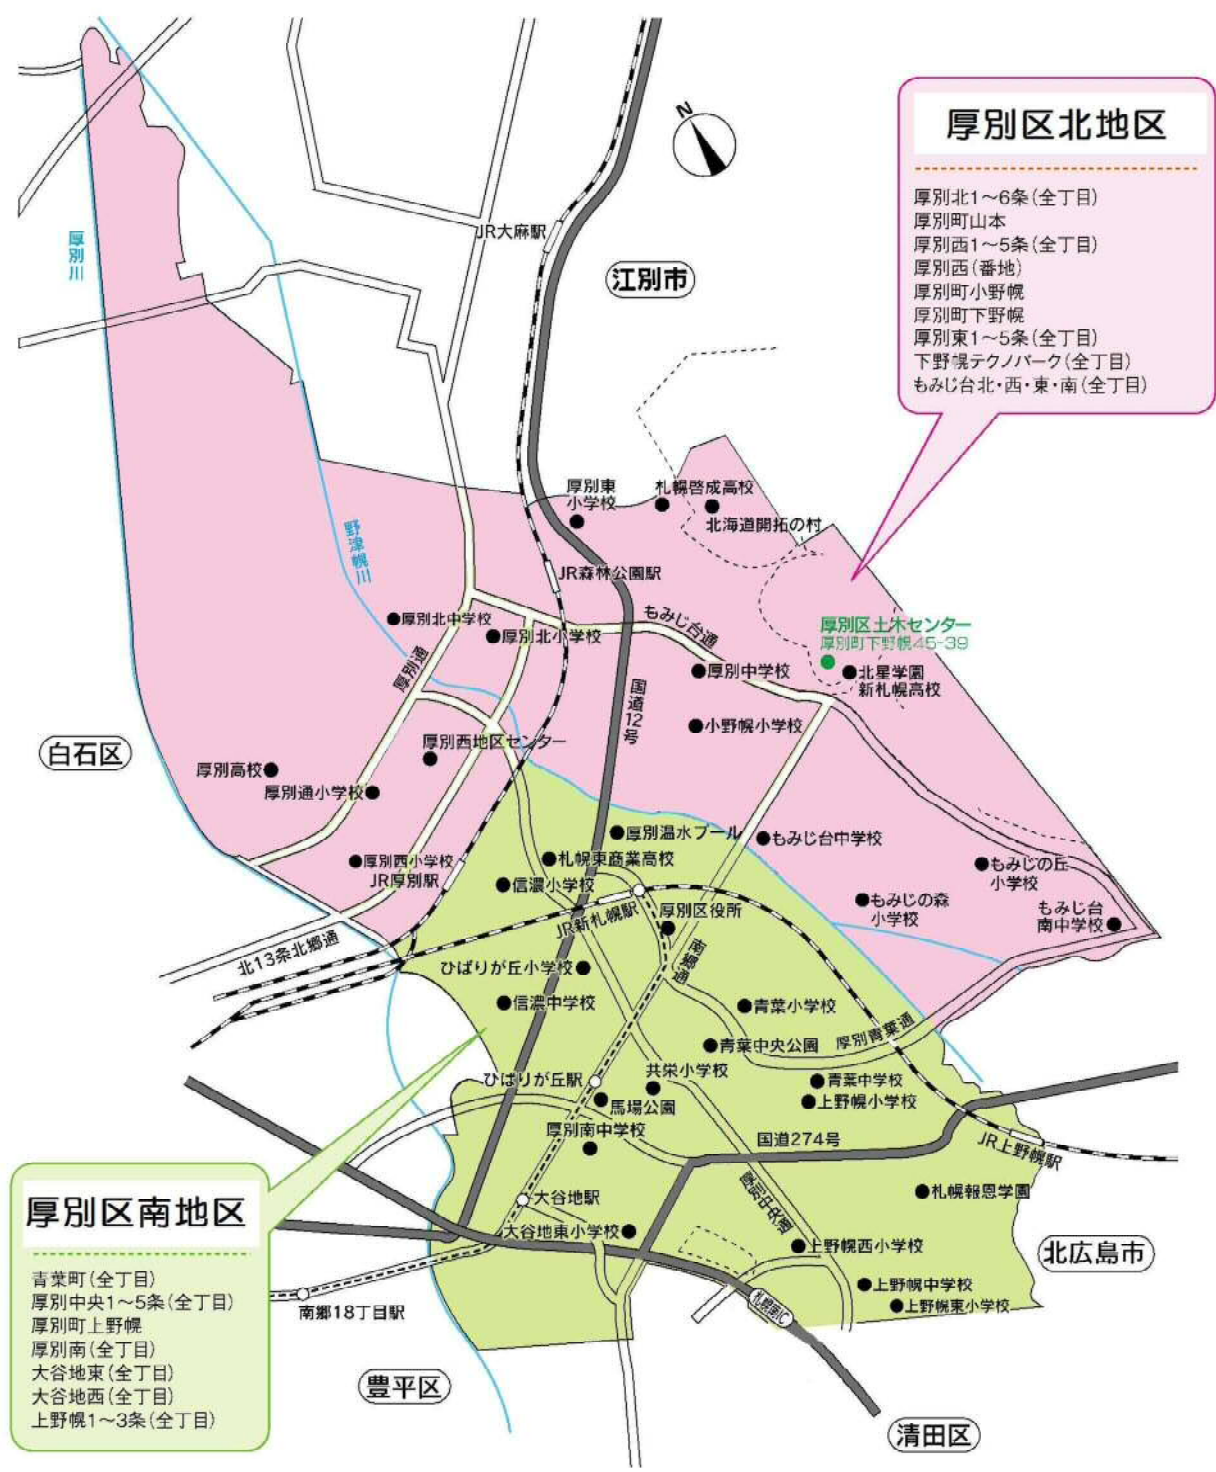 N
厚別区北地区
厚別北1～6条(全丁目)
厚別町山本
厚別西1～5条(全丁目)
厚別西(番地)
厚別町小野幌
厚別町下野幌
厚別東1～5条(全丁目)
下野幌テクノパーク(全丁目)
もみじ台北・西・東・南(全丁目)
JR大麻駅
厚別川
江別市
厚別東
小学校
札幌啓成高校
北海道開拓の村
野津幌川
JR森林公園駅
もみじ台通
厚別北中学校
厚別北小学校
厚別区土木センター
厚別町下野幌45-39
厚別通
厚別中学校
北星学園
新札幌高校
国道12号
小野幌小学校
白石区
厚別西地区センター
厚別高校
厚別通小学校
厚別温水プール
もみじ台中学校
厚別西小学校
JR厚別駅
札幌東商業高校
信濃小学校
もみじの丘
小学校
もみじの森
小学校
もみじ台
南中学校
JR新札幌駅
厚別区役所
南郷通
北13条北郷通
ひばりが丘小学校
信濃中学校
青葉小学校
青葉中央公園
厚別青葉通
ひばりが丘駅
共栄小学校
青葉中学校
馬場公園
上野幌小学校
厚別南中学校
国道274号
JR上野幌駅
厚別中央通
札幌報恩学園
大谷地駅
大谷地東小学校
上野幌西小学校
北広島市
上野幌中学校
上野幌東小学校
札幌南IC
南郷18丁目駅
豊平区
清田区
厚別区南地区
青葉町(全丁目)
厚別中央1～5条(全丁目)
厚別町上野幌
厚別南(全丁目)
大谷地東(全丁目)
大谷地西(全丁目)
上野幌1～3条(全丁目)